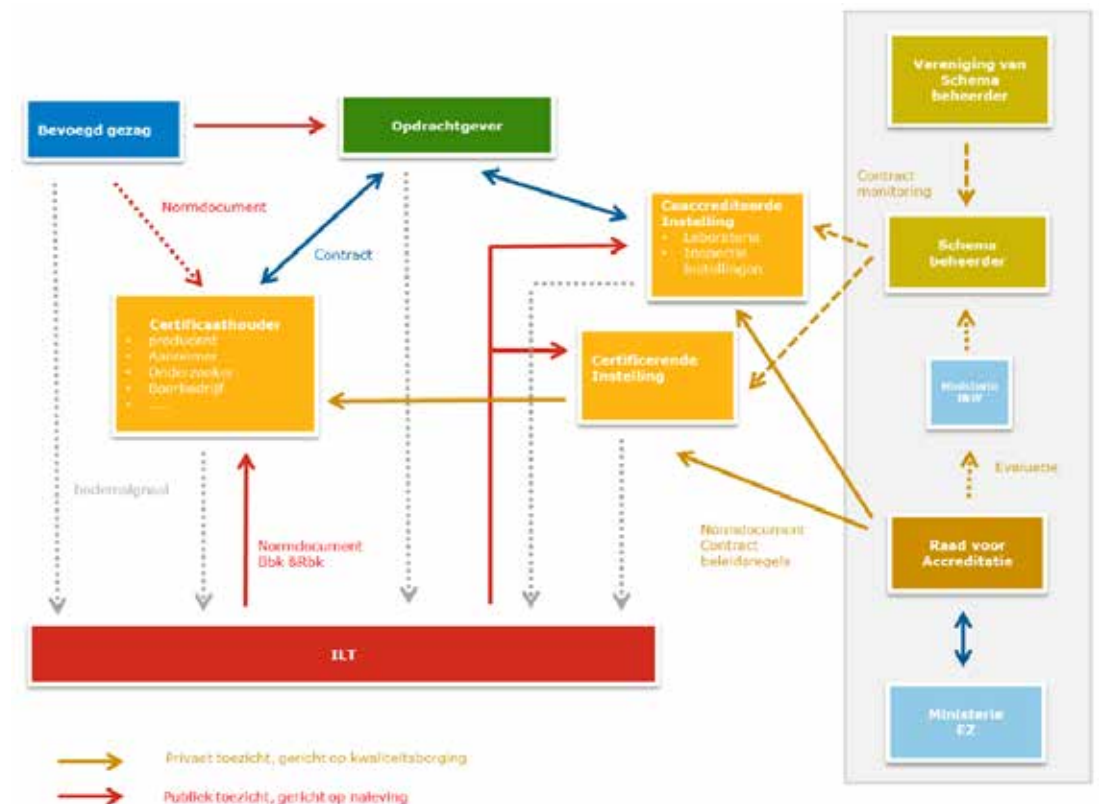 Vereniging van
Schema
beheerder
Bevoegd gezag
Opdrachtgever
Contract
monitoring
Normdocument
Geaccrediteerde
Instelling
• Laboratoria
• Inspectie
Instellingen
Schema
beheerder
Contract
Certificaathouder
• producent
• Aannemer
• Onderzoeker
• Boorbedrijf
• ....
Certificerende
Instelling
Ministerie
Evaluatie
bodemsignaal
Normdocument
Bbk &Rbk
Normdocument
Contract
beleidsregels
Raad voor
Accreditatie
ILT
Ministerie
EZ
Privaat toezicht, gericht op kwaliteitsborging
Publiek toezicht, gericht op naleving